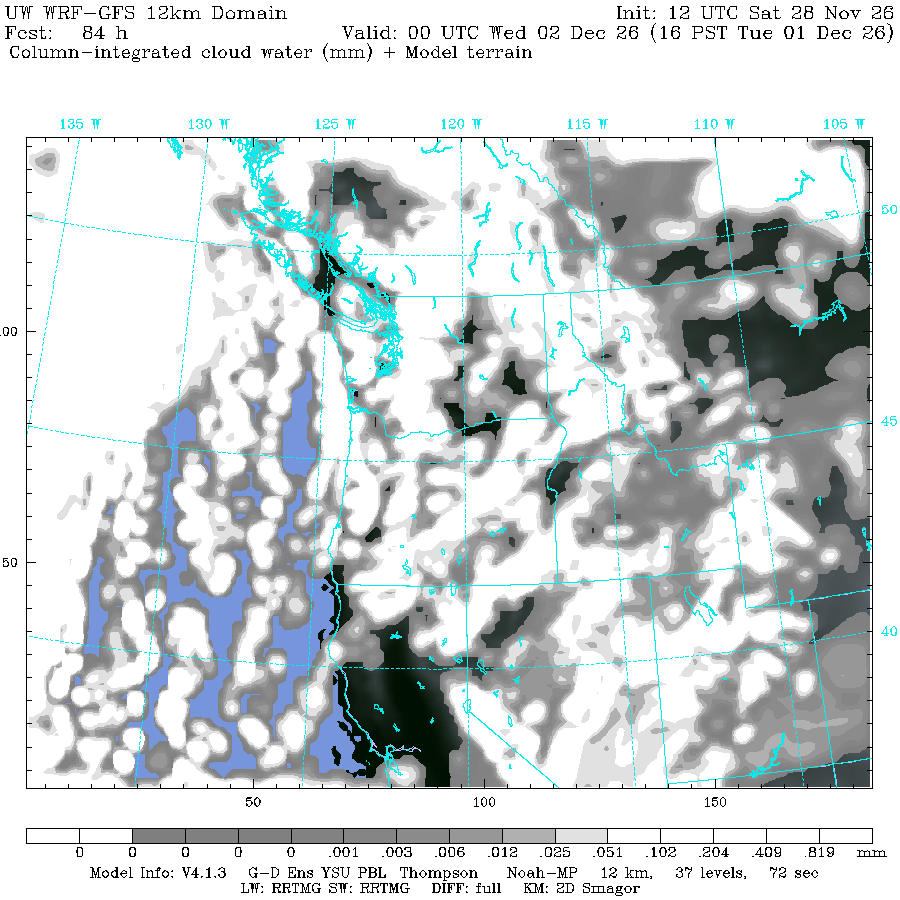 UW WRF-GFS 12km Domain Init: 12 UTC Sat 28 Nov 26
Fcst: 84 h Valid: 00 UTC Wed 02 Dec 26 (16 PST Tue 01 Dec 26)
Column-integrated cloud water (mm) + Model terrain
135 W 130 W 125 W 120 W 115 W 110 W 105 W
50
00
45
50
40
50 100 150
0 0 0 0 .001 .003 .006 .012 .025 .051 .102 .204 .409 .819 mm
Model Info: V4.1.3 G-D Ens YSU PBL Thompson Noah-MP 12 km, 37 levels, 72 sec
LW: RRTMG SW: RRTMG DIFF: full KM: 2D Smagor